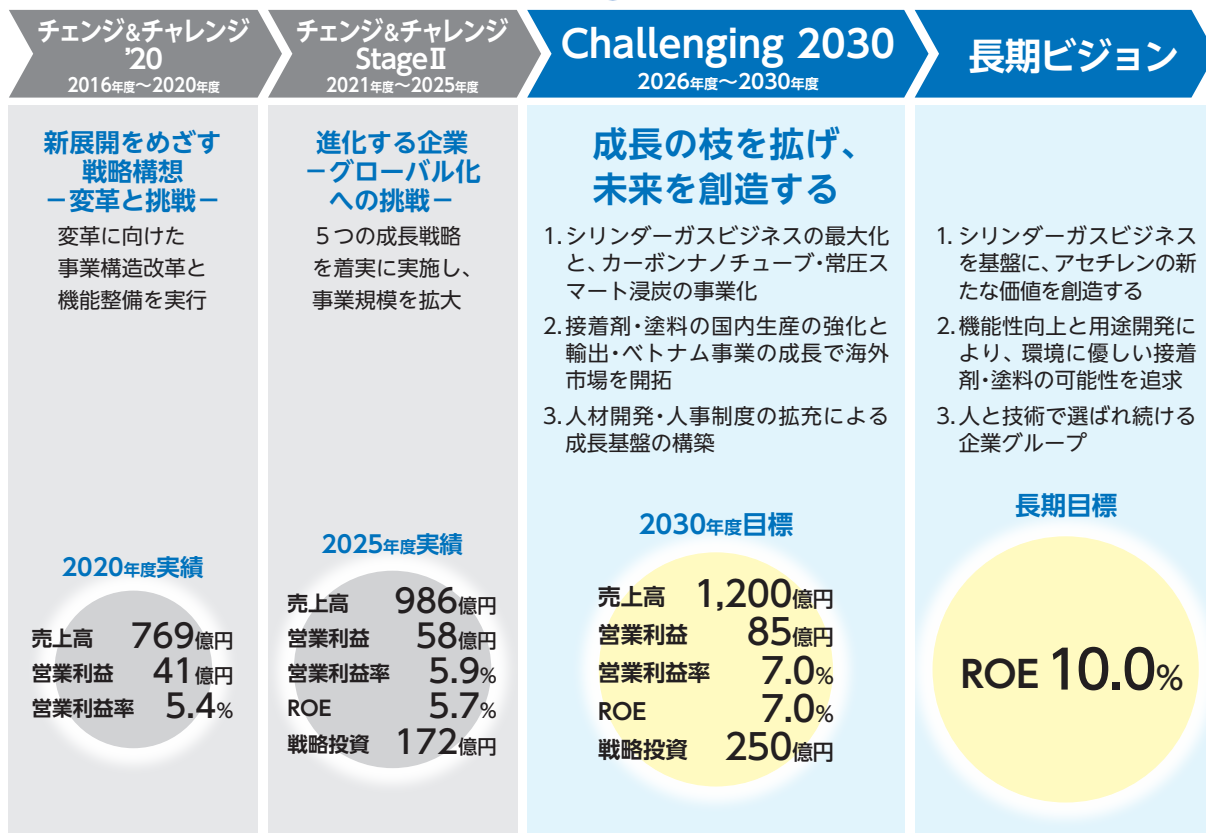 チェンジ&チャレンジ
'20
2016年度～2020年度
新展開をめざす
戦略構想
－変革と挑戦－
変革に向けた
事業構造改革と
機能整備を実行
2020年度実績
売上高 769億円
営業利益 41億円
営業利益率 5.4%
チェンジ&チャレンジ
StageⅡ
2021年度～2025年度
進化する企業
－グローバル化
への挑戦－
5つの成長戦略
を着実に実施し、
事業規模を拡大
2025年度実績
売上高 986億円
営業利益 58億円
営業利益率 5.9%
ROE 5.7%
戦略投資 172億円
Challenging 2030
2026年度～2030年度
成長の枝を拡げ、
未来を創造する
1. シリンダーガスビジネスの最大化
と、カーボンナノチューブ・常圧ス
マート浸炭の事業化
2. 接着剤・塗料の国内生産の強化と
輸出・ベトナム事業の成長で海外
市場を開拓
3. 人材開発・人事制度の拡充による
成長基盤の構築
2030年度目標
売上高 1,200億円
営業利益 85億円
営業利益率 7.0%
ROE 7.0%
戦略投資 250億円
長期ビジョン
1. シリンダーガスビジネス
を基盤に、アセチレンの新
たな価値を創造する
2. 機能性向上と用途開発に
より、環境に優しい接着
剤・塗料の可能性を追求
3. 人と技術で選ばれ続ける
企業グループ
長期目標
ROE 10.0%